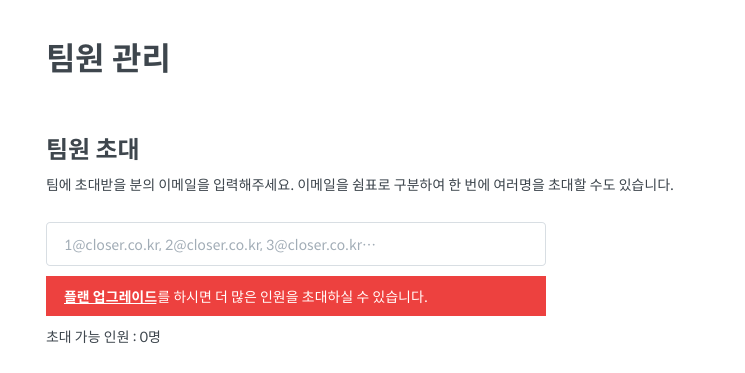 팀원 관리
팀원 초대
팀에 초대받을 분의 이메일을 입력해주세요. 이메일을 쉼표로 구분하여 한 번에 여러명을 초대할 수도 있습니다.
1@closer.co.kr, 2@closer.co.kr, 3@closer.co.kr⋯
플랜 업그레이드를 하시면 더 많은 인원을 초대하실 수 있습니다.
초대 가능 인원 : 0명